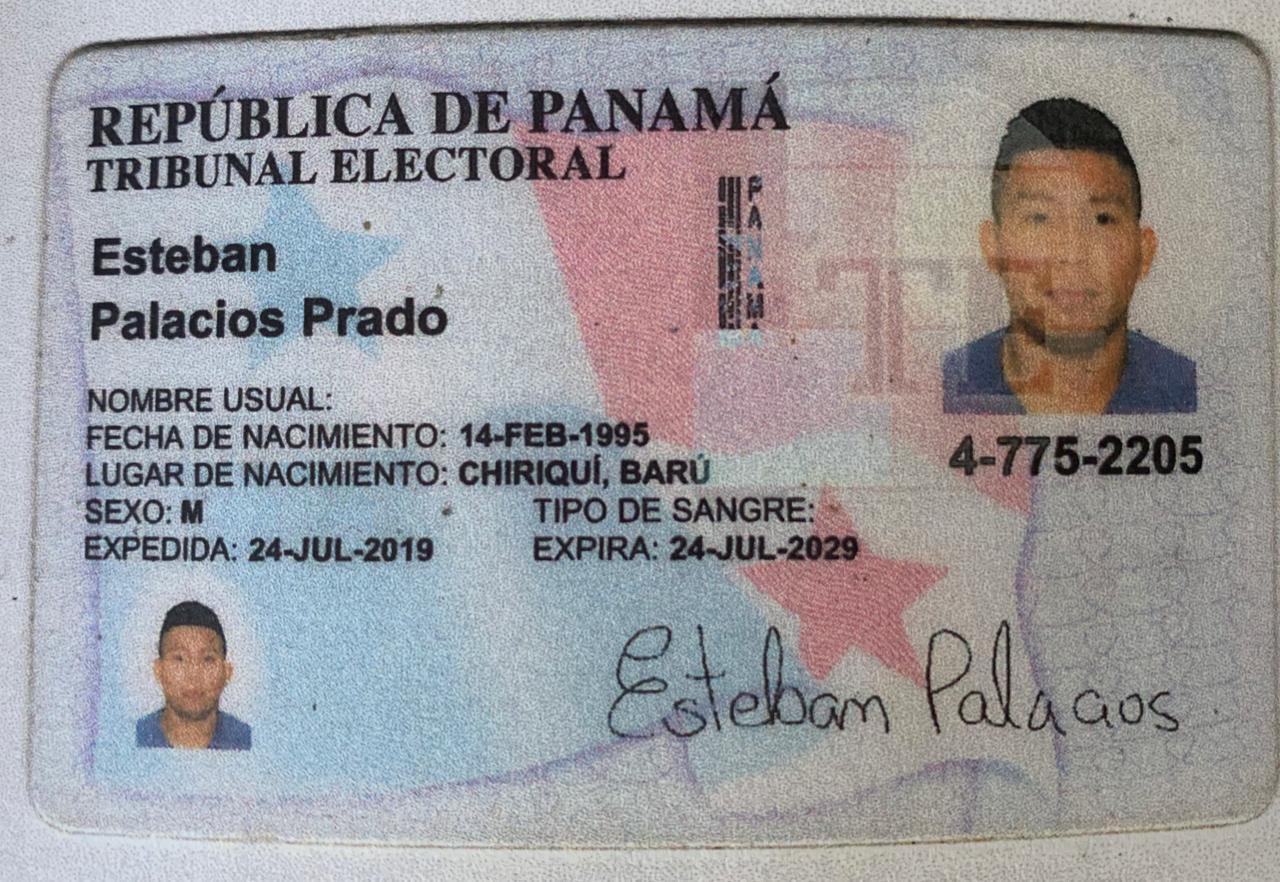 REPÚBLICA DE PANAMÁ
TRIBUNAL ELECTORAL
PANAMÁ
Esteban
Palacios Prado
NOMBRE USUAL:
FECHA DE NACIMIENTO: 14-FEB-1995
LUGAR DE NACIMIENTO: CHIRIQUÍ, BARÚ
SEXO: M TIPO DE SANGRE:
EXPEDIDA: 24-JUL-2019 EXPIRA: 24-JUL-2029
4-775-2205
TE
Esteban Palacios